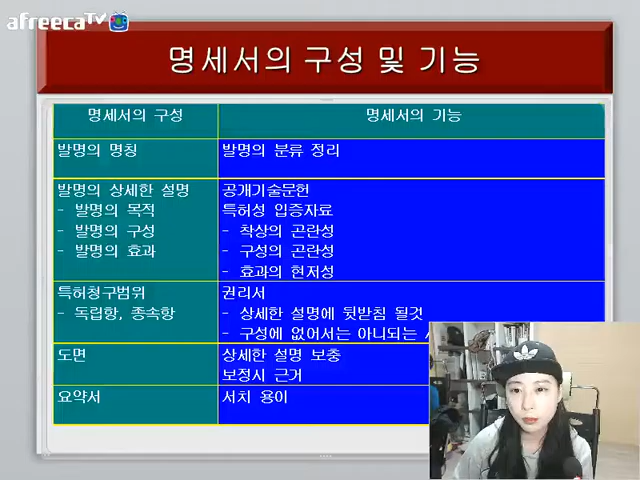 afreecaTV
명세서의 구성 및 기능
명세서의 구성
명세서의 기능
발명의 명칭
발명의 분류 정리
발명의 상세한 설명
- 발명의 목적
- 발명의 구성
- 발명의 효과
공개기술문헌
특허성 입증자료
- 착상의 곤란성
- 구성의 곤란성
- 효과의 현저성
특허청구범위
- 독립항, 종속항
권리서
- 상세한 설명에 뒷받침 될것
- 구성에 없어서는 아니되는
도면
상세한 설명 보충
보정시 근거
요약서
서치 용이